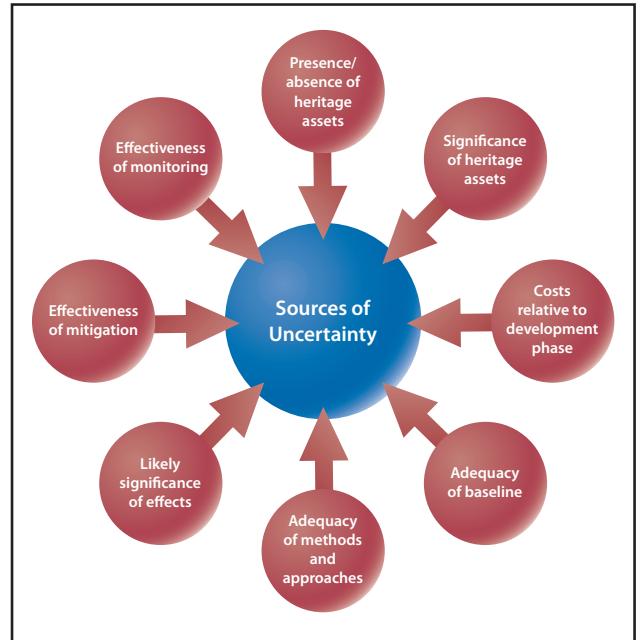 Presence/
absence of
heritage
assets
Effectiveness
of monitoring
Significance
of heritage
assets
Effectiveness
of mitigation
Sources of
Uncertainty
Costs
relative to
development
phase
Likely
significance
of effects
Adequacy
of baseline
Adequacy
of methods
and
approaches